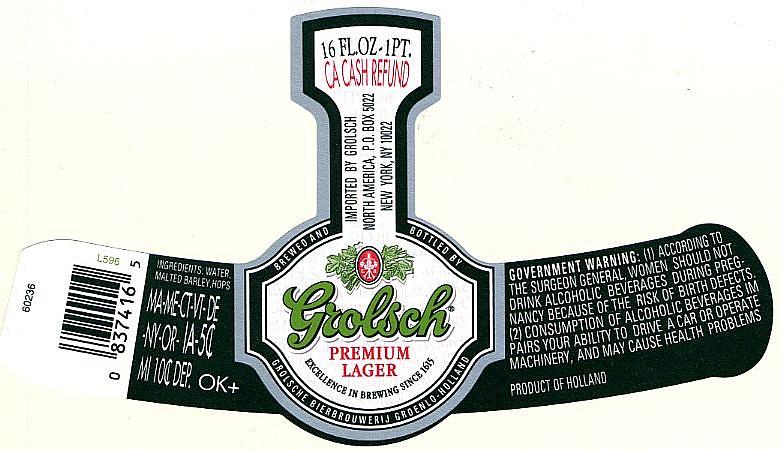 16 FL.OZ-1PT.
CA CASH REFUND
IMPORTED BY GROLSCH
NORTH AMERICA, P.O. BOX 5022
NEW YORK, NY 10022
BREWED AND BOTTLED BY
Grolsch®
PREMIUM
LAGER
EXCELLENCE IN BREWING SINCE 1615
GROLSCHE BIERBROUWERIJ GROENLO-HOLLAND
60236
L596
0 837416 5
INGREDIENTS: WATER,
MALTED BARLEY, HOPS
MA-ME-CT-VT-DE
-NY-OR- IA-5¢
MI 10¢ DEP. OK+
GOVERNMENT WARNING: (1) ACCORDING TO
THE SURGEON GENERAL, WOMEN SHOULD NOT
DRINK ALCOHOLIC BEVERAGES DURING PREG-
NANCY BECAUSE OF THE RISK OF BIRTH DEFECTS.
(2) CONSUMPTION OF ALCOHOLIC BEVERAGES IM
PAIRS YOUR ABILITY TO DRIVE A CAR OR OPERATE
MACHINERY, AND MAY CAUSE HEALTH PROBLEMS
PRODUCT OF HOLLAND